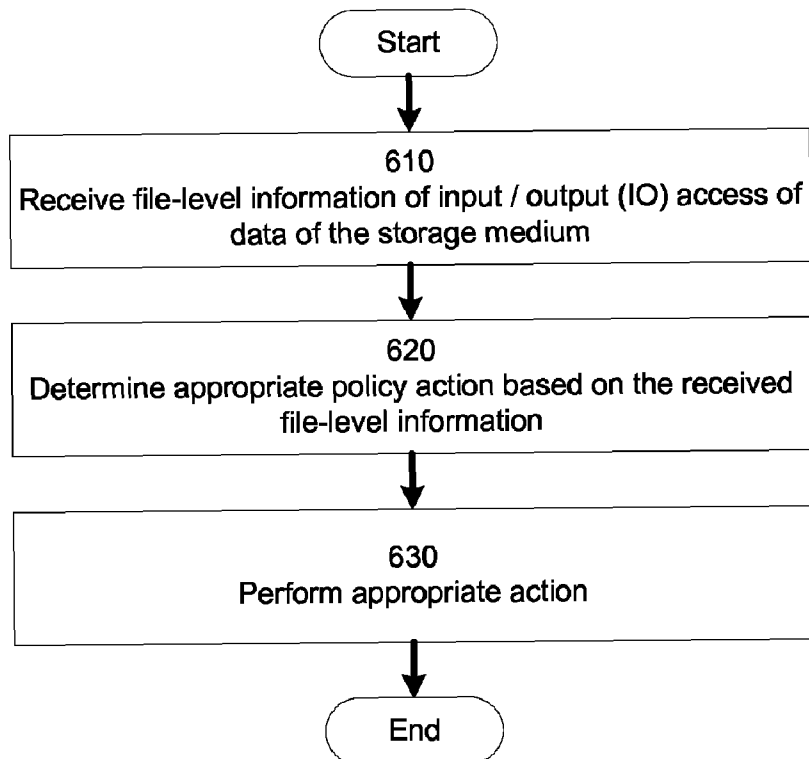 Start
610
Receive file-level information of input / output (IO) access of
data of the storage medium
620
Determine appropriate policy action based on the received
file-level information
630
Perform appropriate action
End